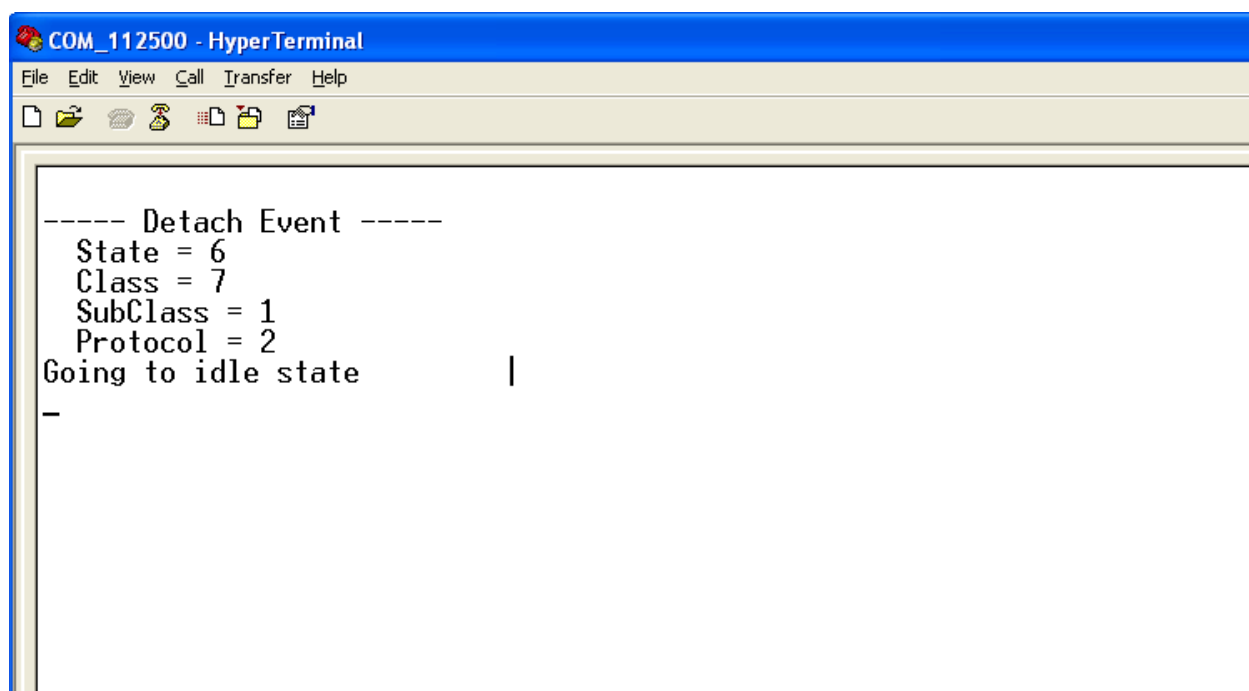 COM_112500 - HyperTerminal
File Edit View Call Transfer Help
----- Detach Event -----
State = 6
Class = 7
SubClass = 1
Protocol = 2
Going to idle state
_